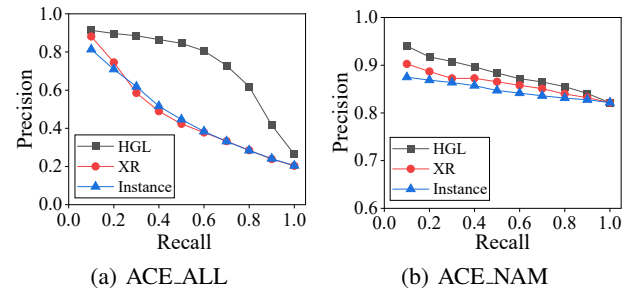 1.0
0.8
0.6
0.4
0.2
0.0
Precision
HGL
XR
Instance
0.0 0.2 0.4 0.6 0.8 1.0
Recall
(a) ACE_ALL
1.0
0.9
0.8
0.7
0.6
Precision
HGL
XR
Instance
0.0 0.2 0.4 0.6 0.8 1.0
Recall
(b) ACE_NAM